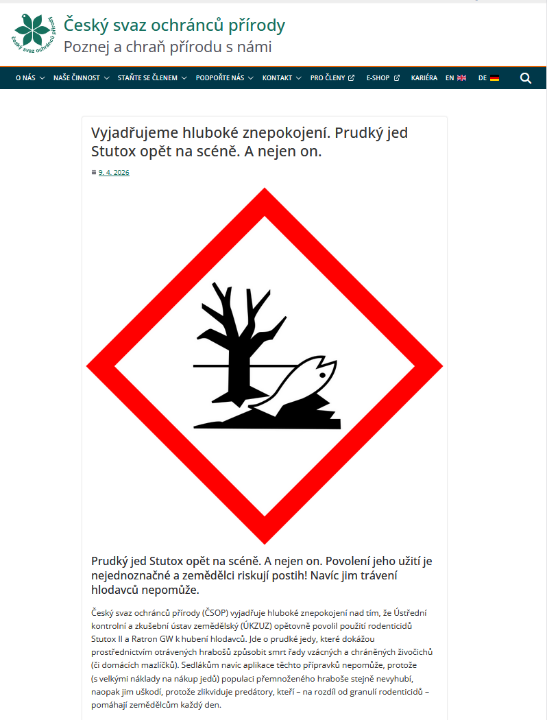 Český svaz ochránců přírody
Poznej a chraň přírodu s námi
český svaz ochránců přírody
O NÁS
NAŠE ČINNOST
STAŇTE SE ČLENEM
PODPOŘTE NÁS
KONTAKT
PRO ČLENY
E-SHOP
KARIÉRA
EN
DE
Vyjadřujeme hluboké znepokojení. Prudký jed
Stutox opět na scéně. A nejen on.
9. 4. 2026
Prudký jed Stutox opět na scéně. A nejen on. Povolení jeho užití je
nejednoznačné a zemědělci riskují postih! Navíc jim trávení
hlodavců nepomůže.
Český svaz ochránců přírody (ČSOP) vyjadřuje hluboké znepokojení nad tím, že Ústřední
kontrolní a zkušební ústav zemědělský (ÚKZUZ) opětovně povolil použití rodenticidů
Stutox II a Ratron GW k hubení hlodavců. Jde o prudké jedy, které dokážou
prostřednictvím otrávených hrabošů způsobit smrt řady vzácných a chráněných živočichů
(či domácích mazlíčků). Sedlákům navíc aplikace těchto přípravků nepomůže, protože
(s velkými náklady na nákup jedů) populaci přemnoženého hraboše stejně nevyhubí,
naopak jim uškodí, protože zlikviduje predátory, kteří – na rozdíl od granulí rodenticidů –
pomáhají zemědělcům každý den.